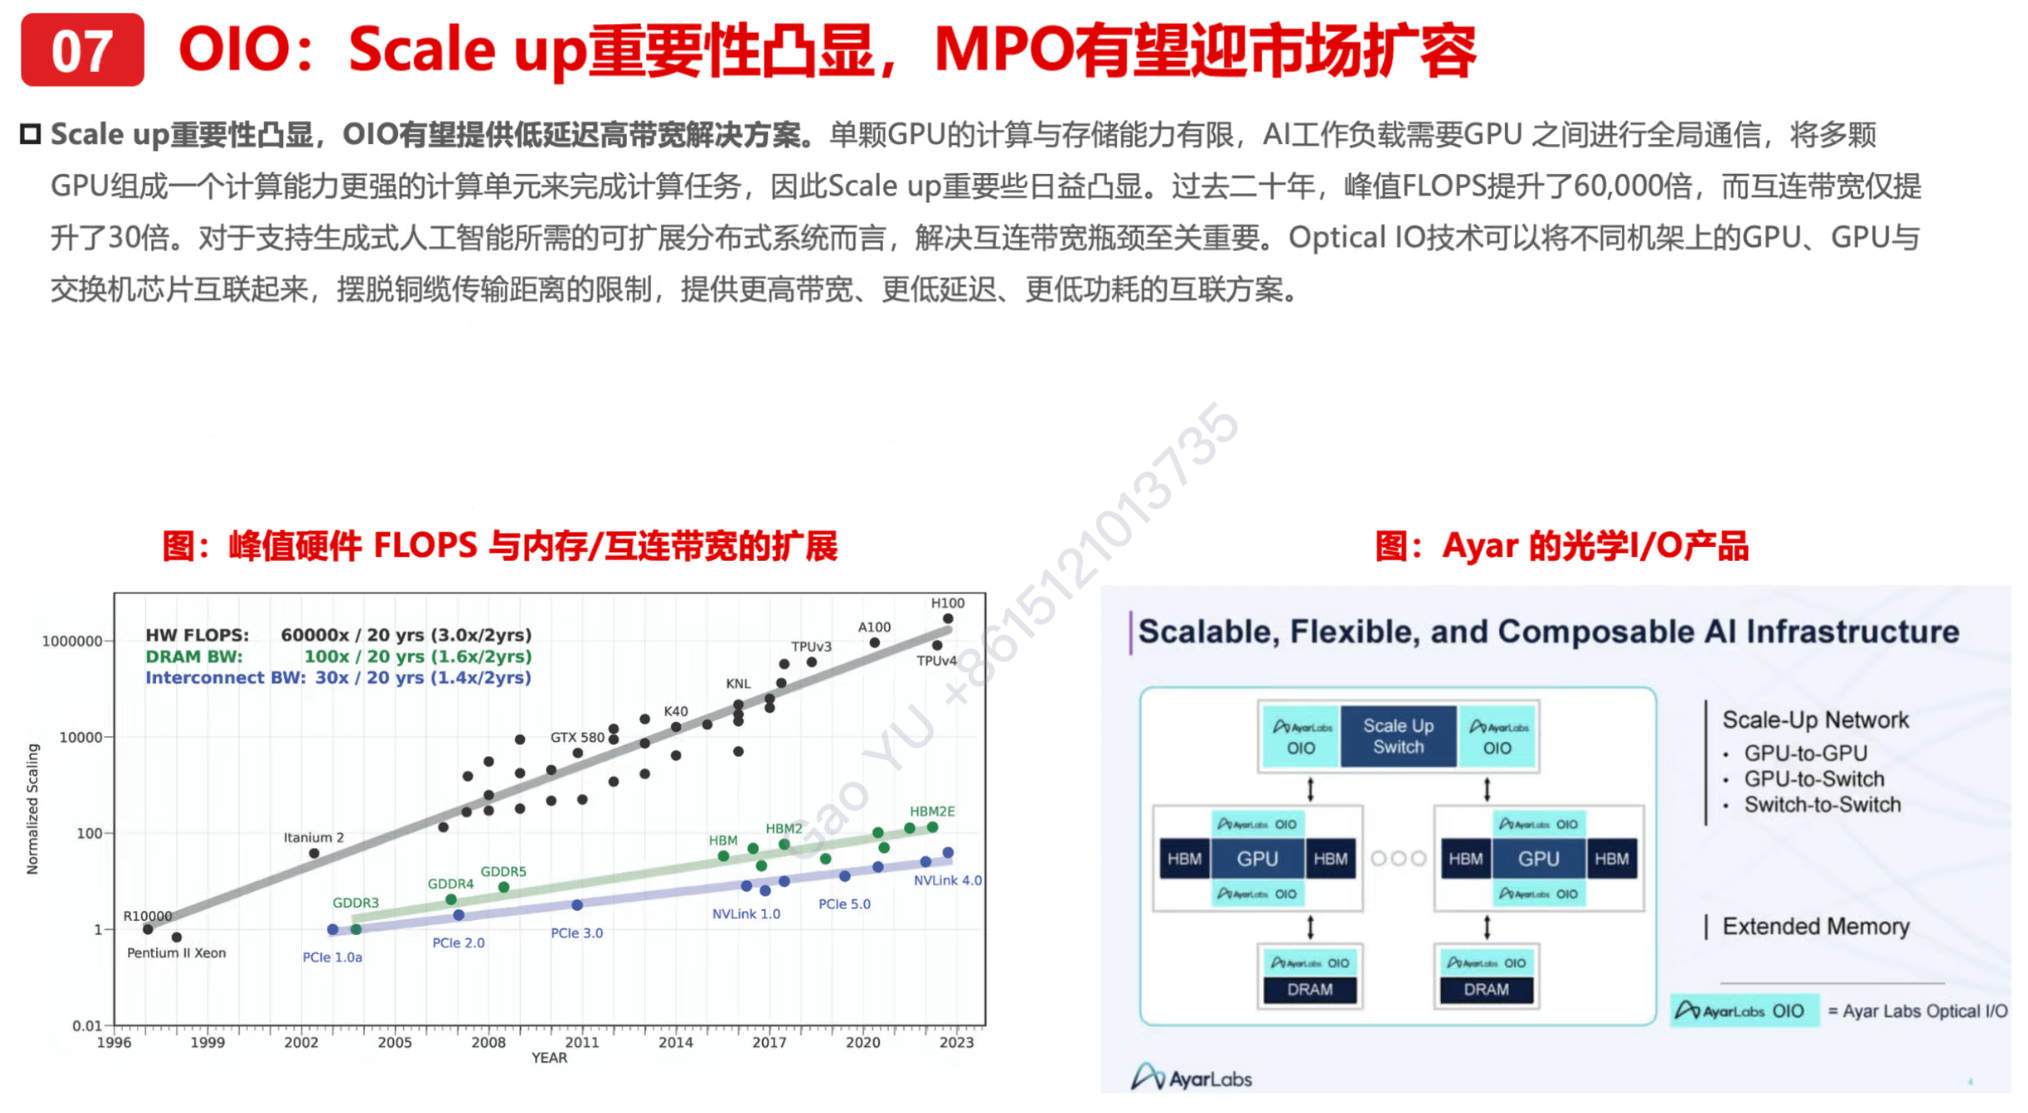 07 OIO：Scale up重要性凸显，MPO有望迎市场扩容
Scale up重要性凸显，OIO有望提供低延迟高带宽解决方案。单颗GPU的计算与存储能力有限，AI工作负载需要GPU 之间进行全局通信，将多颗
GPU组成一个计算能力更强的计算单元来完成计算任务，因此Scale up重要些日益凸显。过去二十年，峰值FLOPS提升了60,000倍，而互连带宽仅提
升了30倍。对于支持生成式人工智能所需的可扩展分布式系统而言，解决互连带宽瓶颈至关重要。Optical IO技术可以将不同机架上的GPU、GPU与
交换机芯片互联起来，摆脱铜缆传输距离的限制，提供更高带宽、更低延迟、更低功耗的互联方案。
图：峰值硬件 FLOPS 与内存/互连带宽的扩展
HW FLOPS: 60000x / 20 yrs (3.0x/2yrs)
DRAM BW: 100x / 20 yrs (1.6x/2yrs)
Interconnect BW: 30x / 20 yrs (1.4x/2yrs)
Normalized Scaling
1000000
10000
100
1
0.01
H100
A100
TPUv3
TPUv4
KNL
K40
GTX 580
Itanium 2
R10000
Pentium II Xeon
HBM2E
HBM2
HBM
GDDR5
GDDR4
GDDR3
NVLink 4.0
PCIe 5.0
NVLink 1.0
PCIe 3.0
PCIe 2.0
PCIe 1.0a
1996 1999 2002 2005 2008 2011 2014 2017 2020 2023
YEAR
图：Ayar 的光学I/O产品
Scalable, Flexible, and Composable AI Infrastructure
AyarLabs OIO
Scale Up Switch
AyarLabs OIO
AyarLabs OIO
HBM GPU HBM
AyarLabs OIO
AyarLabs OIO
HBM GPU HBM
AyarLabs OIO
AyarLabs OIO
DRAM
AyarLabs OIO
DRAM
Scale-Up Network
• GPU-to-GPU
• GPU-to-Switch
• Switch-to-Switch
Extended Memory
AyarLabs OIO = Ayar Labs Optical I/O
AyarLabs
4
Gao YU +8615121013735